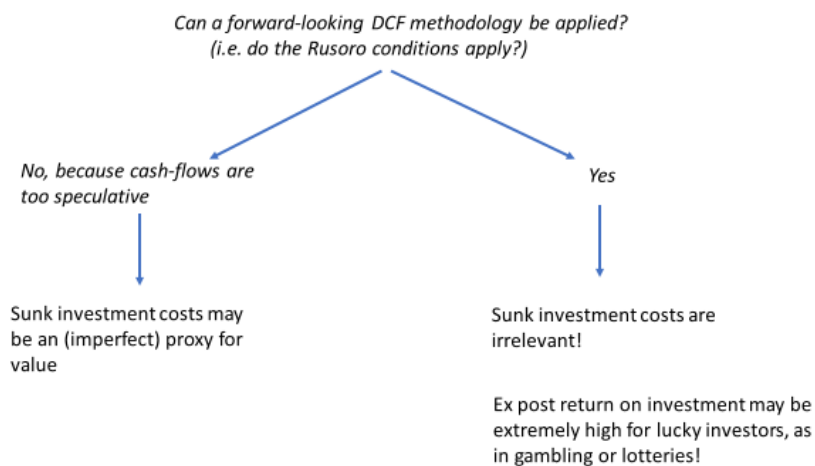 Can a forward-looking DCF methodology be applied?
(i.e. do the Rusoro conditions apply?)
No, because cash-flows are
too speculative
Yes
Sunk investment costs may
be an (imperfect) proxy for
value
Sunk investment costs are
irrelevant!
Ex post return on investment may be
extremely high for lucky investors, as
in gambling or lotteries!